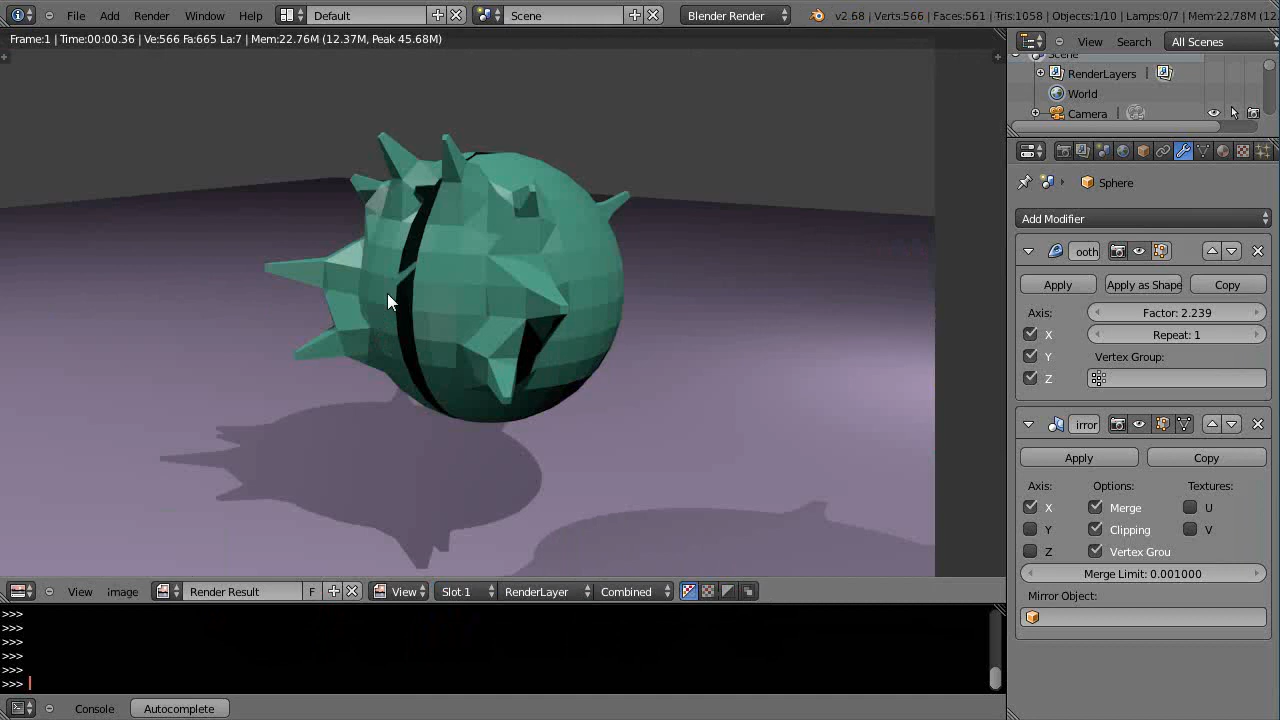 File Add Render Window Help Default Scene Blender Render v2.68 | Verts:566 | Faces:561 | Tris:1058 | Objects:1/10 | Lamps:0/7 | Mem:22.78M (12.
Frame:1 | Time:00:00.36 | Ve:566 Fa:665 La:7 | Mem:22.76M (12.37M, Peak 45.68M)
View Search All Scenes
Scene
RenderLayers |
World
Camera |
Sphere
Add Modifier
ooth
Apply Apply as Shape Copy
Axis: Factor: 2.239
X Repeat: 1
Y Vertex Group:
Z
irror
Apply Copy
Axis: Options: Textures:
X Merge U
Y Clipping V
Z Vertex Grou
Merge Limit: 0.001000
Mirror Object:
View Image Render Result F View Slot 1 RenderLayer Combined
>>>
>>>
>>>
>>>
>>>
>>>
Console Autocomplete